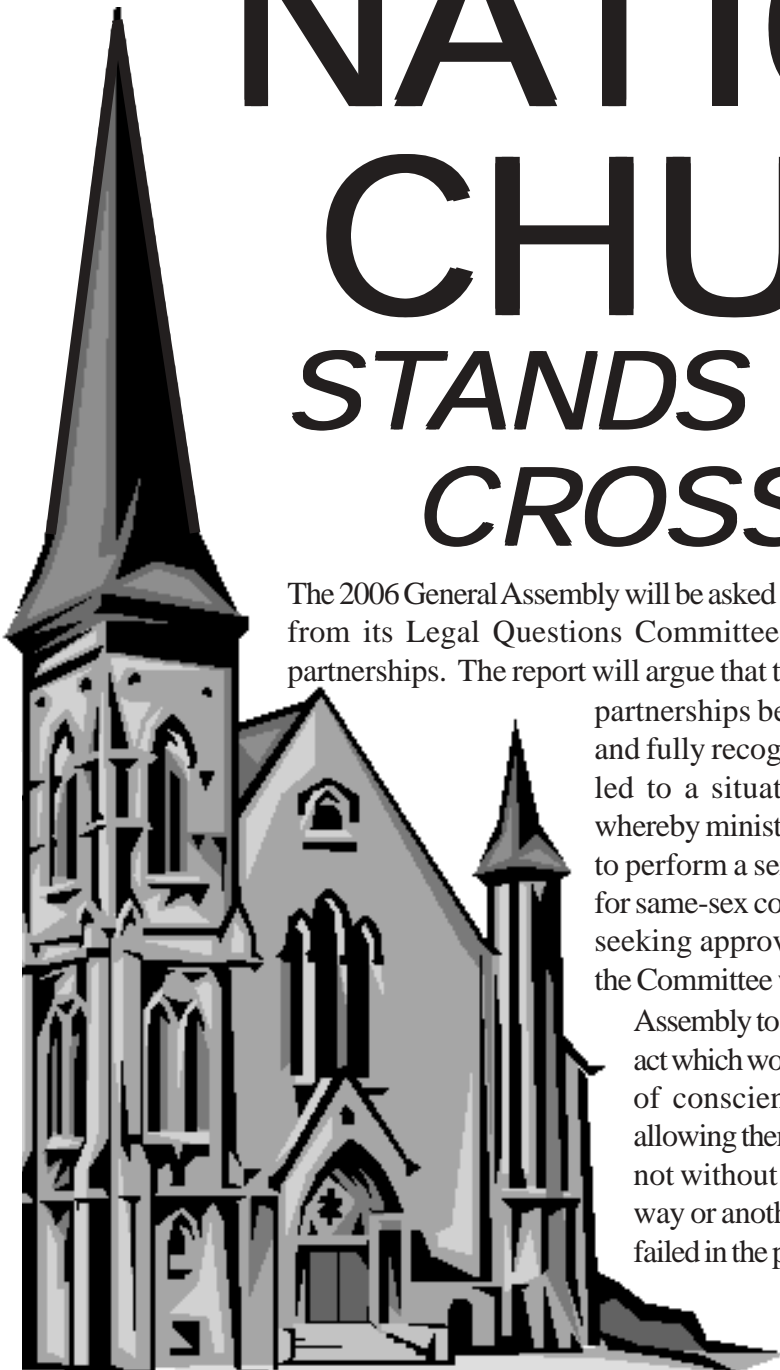 NATIO
CHU
STANDS
CROSS
The 2006 General Assembly will be asked
from its Legal Questions Committee
partnerships. The report will argue that t
partnerships be
and fully recog
led to a situat
whereby minist
to perform a se
for same-sex co
seeking approv
the Committee
Assembly to
act which wo
of conscien
allowing ther
not without
way or anoth
failed in the p